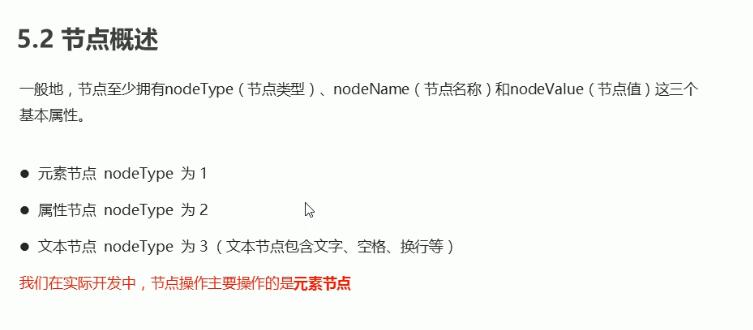 5.2 节点概述
一般地，节点至少拥有nodeType（节点类型）、nodeName（节点名称）和nodeValue（节点值）这三个
基本属性。
● 元素节点 nodeType 为 1
● 属性节点 nodeType 为 2
● 文本节点 nodeType 为 3（文本节点包含文字、空格、换行等）
我们在实际开发中，节点操作主要操作的是元素节点